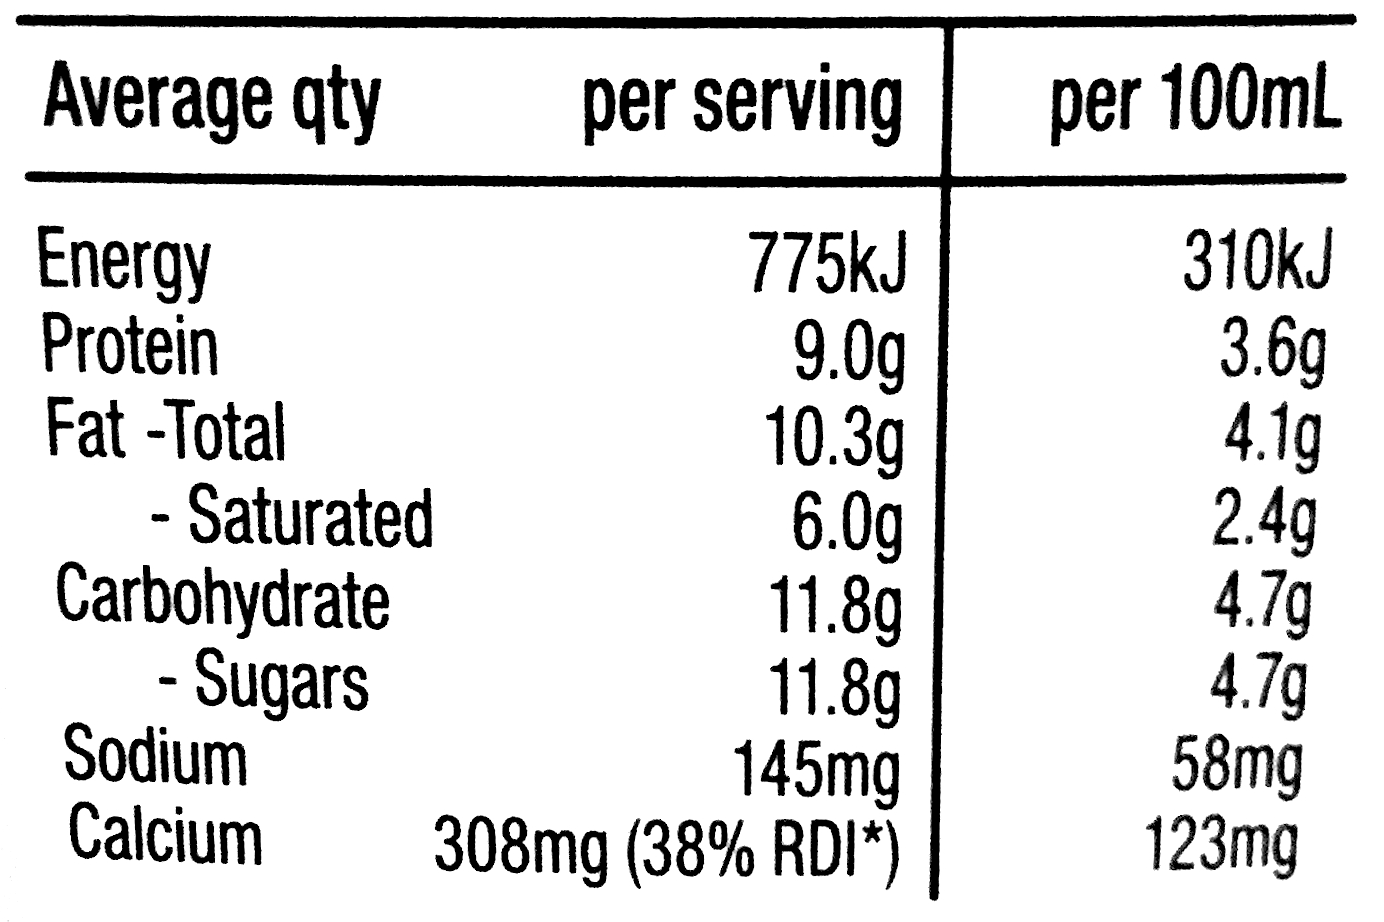 Average qty per serving per 100mL
Energy 775kJ 310kJ
Protein 9.0g 3.6g
Fat -Total 10.3g 4.1g
- Saturated 6.0g 2.4g
Carbohydrate 11.8g 4.7g
- Sugars 11.8g 4.7g
Sodium 145mg 58mg
Calcium 308mg (38% RDI*) 123mg